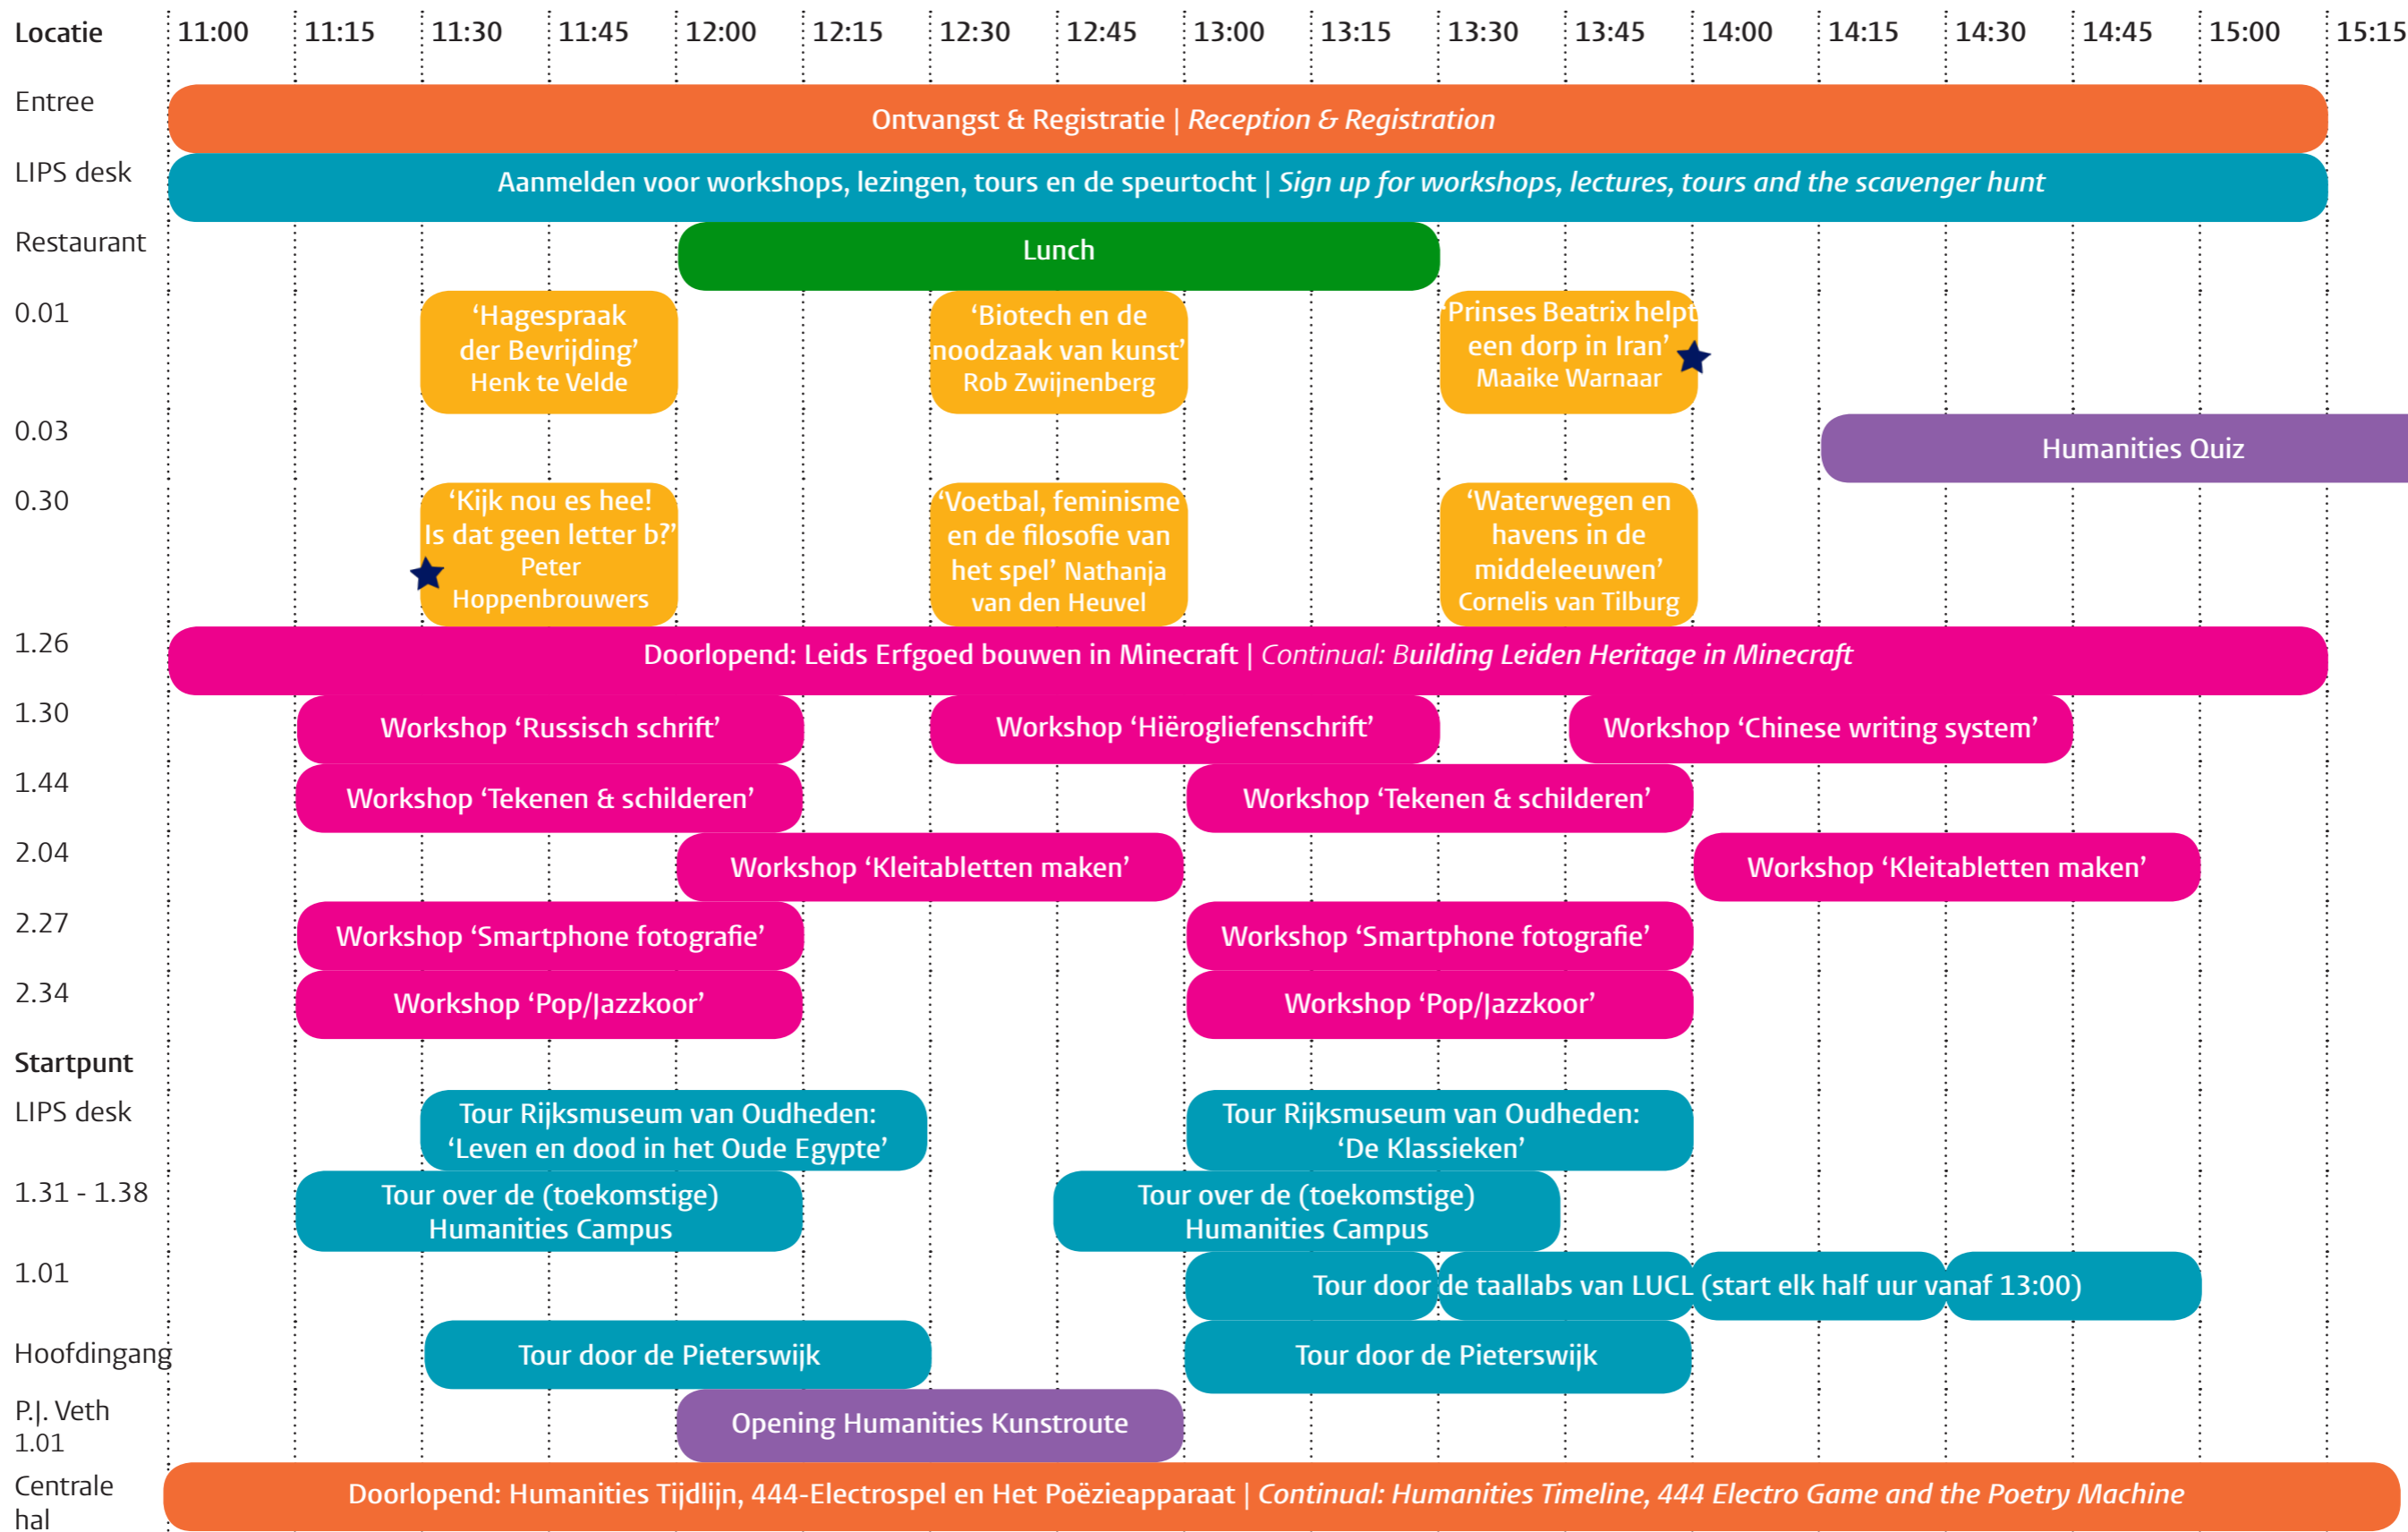 Locatie 11:00 11:15 11:30 11:45 12:00 12:15 12:30 12:45 13:00 13:15 13:30 13:45 14:00 14:15 14:30 14:45 15:00 15:15
Entree
Ontvangst & Registratie | Reception & Registration
LIPS desk
Aanmelden voor workshops, lezingen, tours en de speurtocht | Sign up for workshops, lectures, tours and the scavenger hunt
Restaurant
Lunch
0.01
‘Hagespraak
der Bevrijding’
Henk te Velde
‘Biotech en de
noodzaak van kunst’
Rob Zwijnenberg
‘Prinses Beatrix helpt
een dorp in Iran’
Maaike Warnaar
0.03
Humanities Quiz
0.30
‘Kijk nou es hee!
Is dat geen letter b?’
Peter
Hoppenbrouwers
‘Voetbal, feminisme
en de filosofie van
het spel’ Nathanja
van den Heuvel
‘Waterwegen en
havens in de
middeleeuwen’
Cornelis van Tilburg
1.26
Doorlopend: Leids Erfgoed bouwen in Minecraft | Continual: Building Leiden Heritage in Minecraft
1.30
Workshop ‘Russisch schrift’
Workshop ‘Hiërogliefenschrift’
Workshop ‘Chinese writing system’
1.44
Workshop ‘Tekenen & schilderen’
Workshop ‘Tekenen & schilderen’
2.04
Workshop ‘Kleitabletten maken’
Workshop ‘Kleitabletten maken’
2.27
Workshop ‘Smartphone fotografie’
Workshop ‘Smartphone fotografie’
2.34
Workshop ‘Pop/Jazzkoor’
Workshop ‘Pop/Jazzkoor’
Startpunt
LIPS desk
Tour Rijksmuseum van Oudheden:
‘Leven en dood in het Oude Egypte’
Tour Rijksmuseum van Oudheden:
‘De Klassieken’
1.31 - 1.38
Tour over de (toekomstige)
Humanities Campus
Tour over de (toekomstige)
Humanities Campus
1.01
Tour door de taallabs van LUCL (start elk half uur vanaf 13:00)
Hoofdingang
Tour door de Pieterswijk
Tour door de Pieterswijk
P.J. Veth
1.01
Opening Humanities Kunstroute
Centrale
hal
Doorlopend: Humanities Tijdlijn, 444-Electrospel en Het Poëzieapparaat | Continual: Humanities Timeline, 444 Electro Game and the Poetry Machine